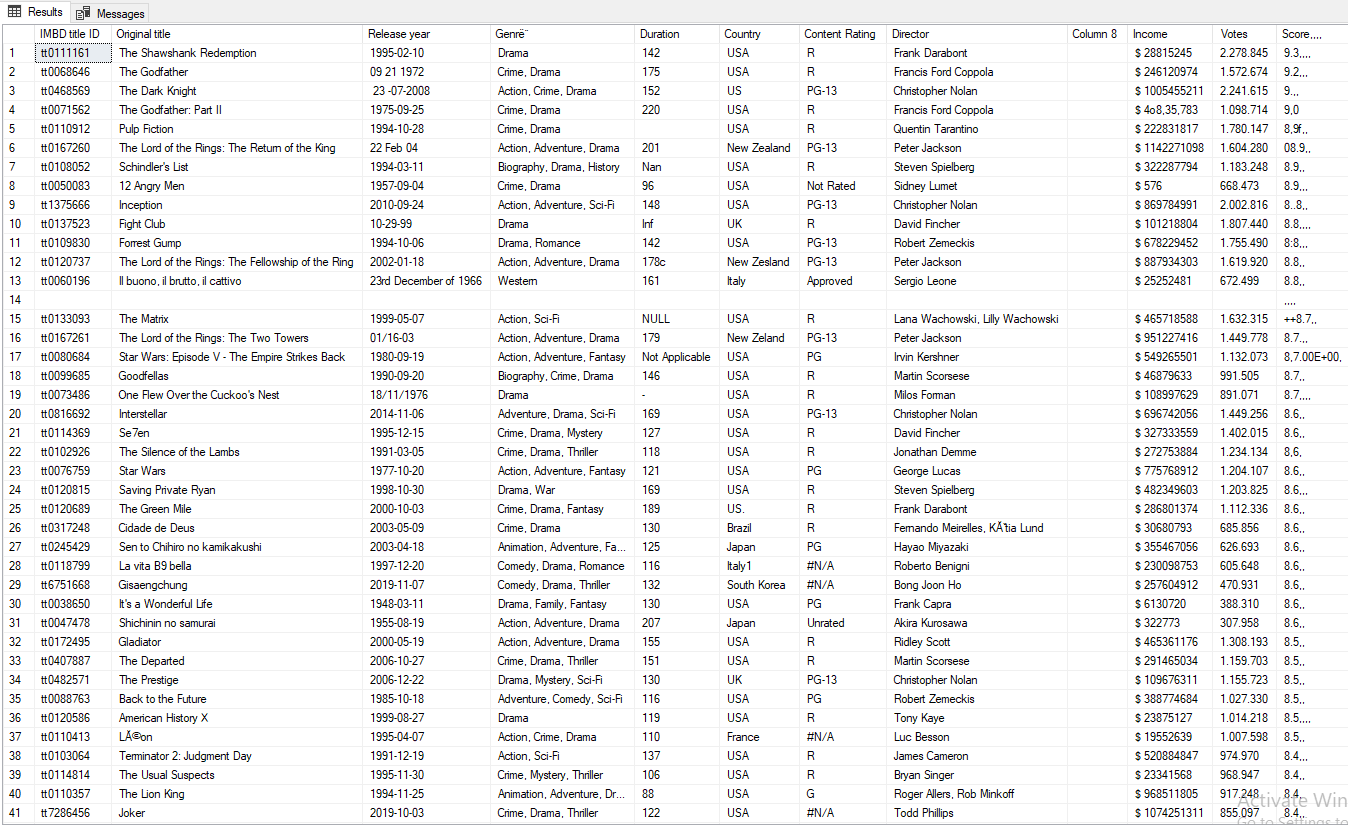 Results Messages
IMBD title ID Original title Release year Genrë¨ Duration Country Content Rating Director Column 8 Income Votes Score,,,,
1 tt0111161 The Shawshank Redemption 1995-02-10 Drama 142 USA R Frank Darabont $ 28815245 2.278.845 9.3,,,,
2 tt0068646 The Godfather 09 21 1972 Crime, Drama 175 USA R Francis Ford Coppola $ 246120974 1.572.674 9.2,,,
3 tt0468569 The Dark Knight 23 -07-2008 Action, Crime, Drama 152 US PG-13 Christopher Nolan $ 1005455211 2.241.615 9.,,
4 tt0071562 The Godfather: Part II 1975-09-25 Crime, Drama 220 USA R Francis Ford Coppola $ 4o8,35,783 1.098.714 9,0
5 tt0110912 Pulp Fiction 1994-10-28 Crime, Drama USA R Quentin Tarantino $ 222831817 1.780.147 8,9f,,
6 tt0167260 The Lord of the Rings: The Return of the King 22 Feb 04 Action, Adventure, Drama 201 New Zealand PG-13 Peter Jackson $ 1142271098 1.604.280 08.9,,
7 tt0108052 Schindler's List 1994-03-11 Biography, Drama, History Nan USA R Steven Spielberg $ 322287794 1.183.248 8.9,,
8 tt0050083 12 Angry Men 1957-09-04 Crime, Drama 96 USA Not Rated Sidney Lumet $ 576 668.473 8.9,,,
9 tt1375666 Inception 2010-09-24 Action, Adventure, Sci-Fi 148 USA PG-13 Christopher Nolan $ 869784991 2.002.816 8..8,,
10 tt0137523 Fight Club 10-29-99 Drama Inf UK R David Fincher $ 101218804 1.807.440 8.8,,,,
11 tt0109830 Forrest Gump 1994-10-06 Drama, Romance 142 USA PG-13 Robert Zemeckis $ 678229452 1.755.490 8:8,,,
12 tt0120737 The Lord of the Rings: The Fellowship of the Ring 2002-01-18 Action, Adventure, Drama 178c New Zesland PG-13 Peter Jackson $ 887934303 1.619.920 8.8,,
13 tt0060196 Il buono, il brutto, il cattivo 23rd December of 1966 Western 161 Italy Approved Sergio Leone $ 25252481 672.499 8.8,,
14 ,,,,
15 tt0133093 The Matrix 1999-05-07 Action, Sci-Fi NULL USA R Lana Wachowski, Lilly Wachowski $ 465718588 1.632.315 ++8.7,,
16 tt0167261 The Lord of the Rings: The Two Towers 01/16-03 Action, Adventure, Drama 179 New Zeland PG-13 Peter Jackson $ 951227416 1.449.778 8.7,,,
17 tt0080684 Star Wars: Episode V - The Empire Strikes Back 1980-09-19 Action, Adventure, Fantasy Not Applicable USA PG Irvin Kershner $ 549265501 1.132.073 8,7.00E+00,
18 tt0099685 Goodfellas 1990-09-20 Biography, Crime, Drama 146 USA R Martin Scorsese $ 46879633 991.505 8.7,,
19 tt0073486 One Flew Over the Cuckoo's Nest 18/11/1976 Drama - USA R Milos Forman $ 108997629 891.071 8.7,,,,
20 tt0816692 Interstellar 2014-11-06 Adventure, Drama, Sci-Fi 169 USA PG-13 Christopher Nolan $ 696742056 1.449.256 8.6,,
21 tt0114369 Se7en 1995-12-15 Crime, Drama, Mystery 127 USA R David Fincher $ 327333559 1.402.015 8.6,,
22 tt0102926 The Silence of the Lambs 1991-03-05 Crime, Drama, Thriller 118 USA R Jonathan Demme $ 272753884 1.234.134 8,6,
23 tt0076759 Star Wars 1977-10-20 Action, Adventure, Fantasy 121 USA PG George Lucas $ 775768912 1.204.107 8.6,,
24 tt0120815 Saving Private Ryan 1998-10-30 Drama, War 169 USA R Steven Spielberg $ 482349603 1.203.825 8.6,,,
25 tt0120689 The Green Mile 2000-10-03 Crime, Drama, Fantasy 189 US. R Frank Darabont $ 286801374 1.112.336 8.6,,
26 tt0317248 Cidade de Deus 2003-05-09 Crime, Drama 130 Brazil R Fernando Meirelles, $ 30680793 685.856 8.6,,
27 tt0245429 Sen to Chihiro no kamikakushi 2003-04-18 Animation, Adventure, Fa... 125 Japan PG Hayao Miyazaki $ 355467056 626.693 8.6,,
28 tt0118799 La vita B9 bella 1997-12-20 Comedy, Drama, Romance 116 Italy1 #N/A Roberto Benigni $ 230098753 605.648 8.6,,
29 tt6751668 Gisaengchung 2019-11-07 Comedy, Drama, Thriller 132 South Korea #N/A Bong Joon Ho $ 257604912 470.931 8.6,,
30 tt0038650 It's a Wonderful Life 1948-03-11 Drama, Family, Fantasy 130 USA PG Frank Capra $ 6130720 388.310 8.6,,
31 tt0047478 Shichinin no samurai 1955-08-19 Action, Adventure, Drama 207 Japan Unrated Akira Kurosawa $ 322773 307.958 8.6,,
32 tt0172495 Gladiator 2000-05-19 Action, Adventure, Drama 155 USA R Ridley Scott $ 465361176 1.308.193 8.5,,
33 tt0407887 The Departed 2006-10-27 Crime, Drama, Thriller 151 USA R Martin Scorsese $ 291465034 1.159.703 8.5,,
34 tt0482571 The Prestige 2006-12-22 Drama, Mystery, Sci-Fi 130 UK PG-13 Christopher Nolan $ 109676311 1.155.723 8.5,,
35 tt0088763 Back to the Future 1985-10-18 Adventure, Comedy, Sci-Fi 116 USA PG Robert Zemeckis $ 388774684 1.027.330 8.5,,
36 tt0120586 American History X 1999-08-27 Drama 119 USA R Tony Kaye $ 23875127 1.014.218 8.5,,,,
37 tt0110413 LÃ©on 1995-04-07 Action, Crime, Drama 110 France #N/A Luc Besson $ 19552639 1.007.598 8.5,,
38 tt0103064 Terminator 2: Judgment Day 1991-12-19 Action, Sci-Fi 137 USA R James Cameron $ 520884847 974.970 8.4,,,
39 tt0114814 The Usual Suspects 1995-11-30 Crime, Mystery, Thriller 106 USA R Bryan Singer $ 23341568 968.947 8.4,,
40 tt0110357 The Lion King 1994-11-25 Animation, Adventure, Dr... 88 USA G Roger Allers, Rob Minkoff $ 968511805 917.248 8.4,,
41 tt7286456 Joker 2019-10-03 Crime, Drama, Thriller 122 USA #N/A Todd Phillips $ 1074251311 855.097 8.4,,
Activate Win